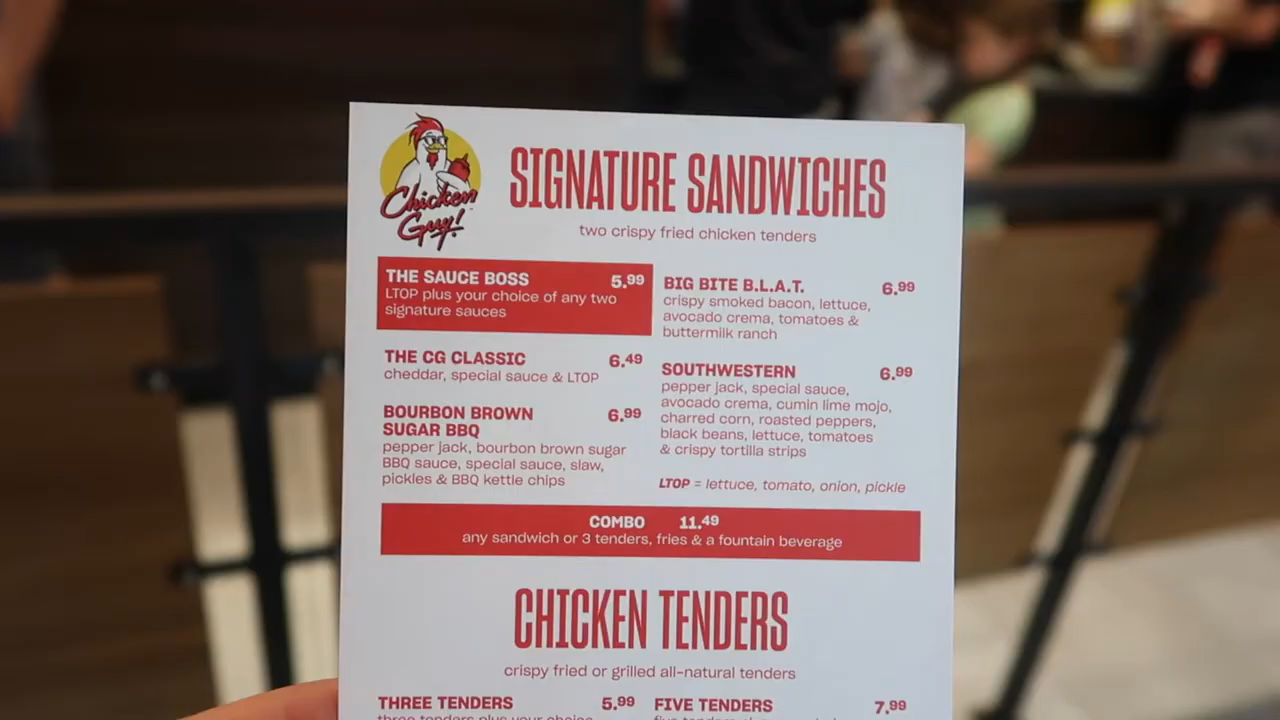 Chicken
Guy!
SIGNATURE SANDWICHES
two crispy fried chicken tenders
THE SAUCE BOSS 5.99
LTOP plus your choice of any two
signature sauces
THE CG CLASSIC 6.49
cheddar, special sauce & LTOP
BOURBON BROWN 6.99
SUGAR BBQ
pepper jack, bourbon brown sugar
BBQ sauce, special sauce, slaw,
pickles & BBQ kettle chips
BIG BITE B.L.A.T. 6.99
crispy smoked bacon, lettuce,
avocado crema, tomatoes &
buttermilk ranch
SOUTHWESTERN 6.99
pepper jack, special sauce,
avocado crema, cumin lime mojo,
charred corn, roasted peppers,
black beans, lettuce, tomatoes
& crispy tortilla strips
LTOP = lettuce, tomato, onion, pickle
COMBO 11.49
any sandwich or 3 tenders, fries & a fountain beverage
CHICKEN TENDERS
crispy fried or grilled all-natural tenders
THREE TENDERS 5.99
three tenders plus your choice
FIVE TENDERS 7.99